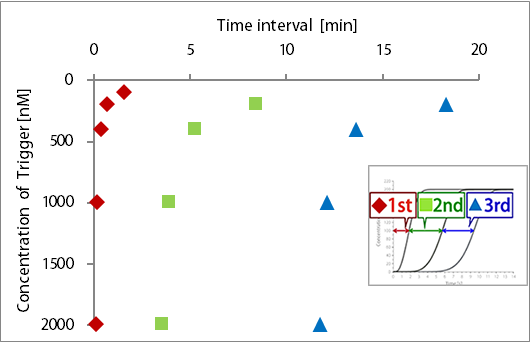 Time interval [min]
0 5 10 15 20
Concentration of Trigger [nM]
0
500
1000
1500
2000
1st 2nd 3rd